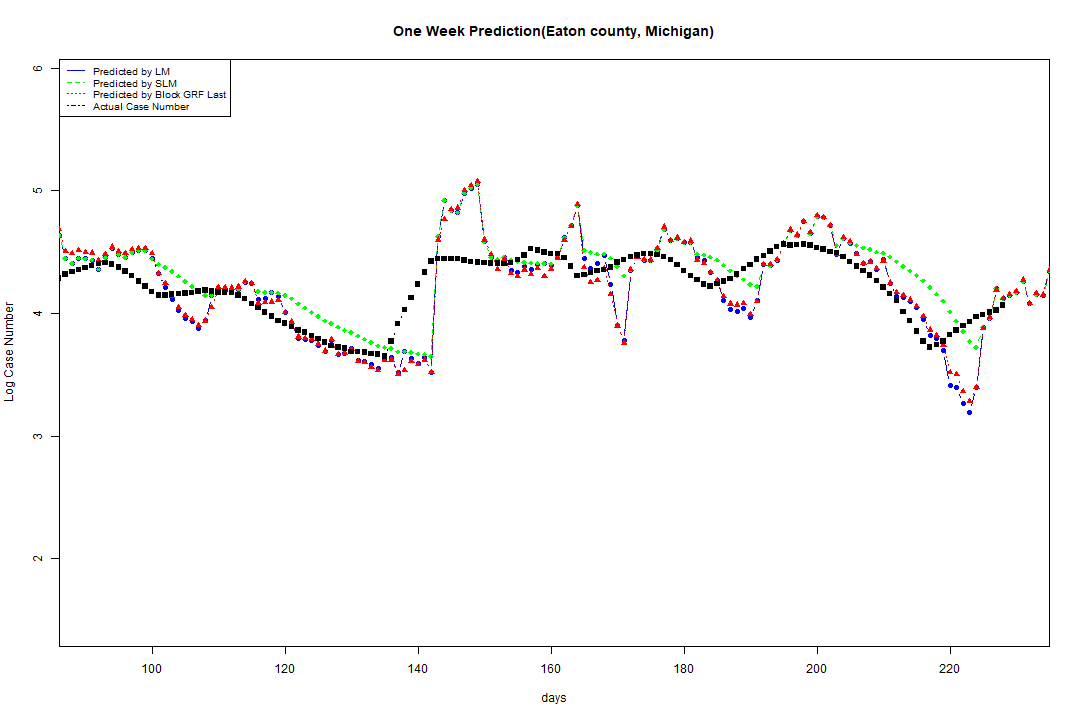 One Week Prediction(Eaton county, Michigan)
Predicted by LM
Predicted by SLM
Predicted by Block GRF Last
Actual Case Number
6
5
4
3
2
Log Case Number
100 120 140 160 180 200 220
days